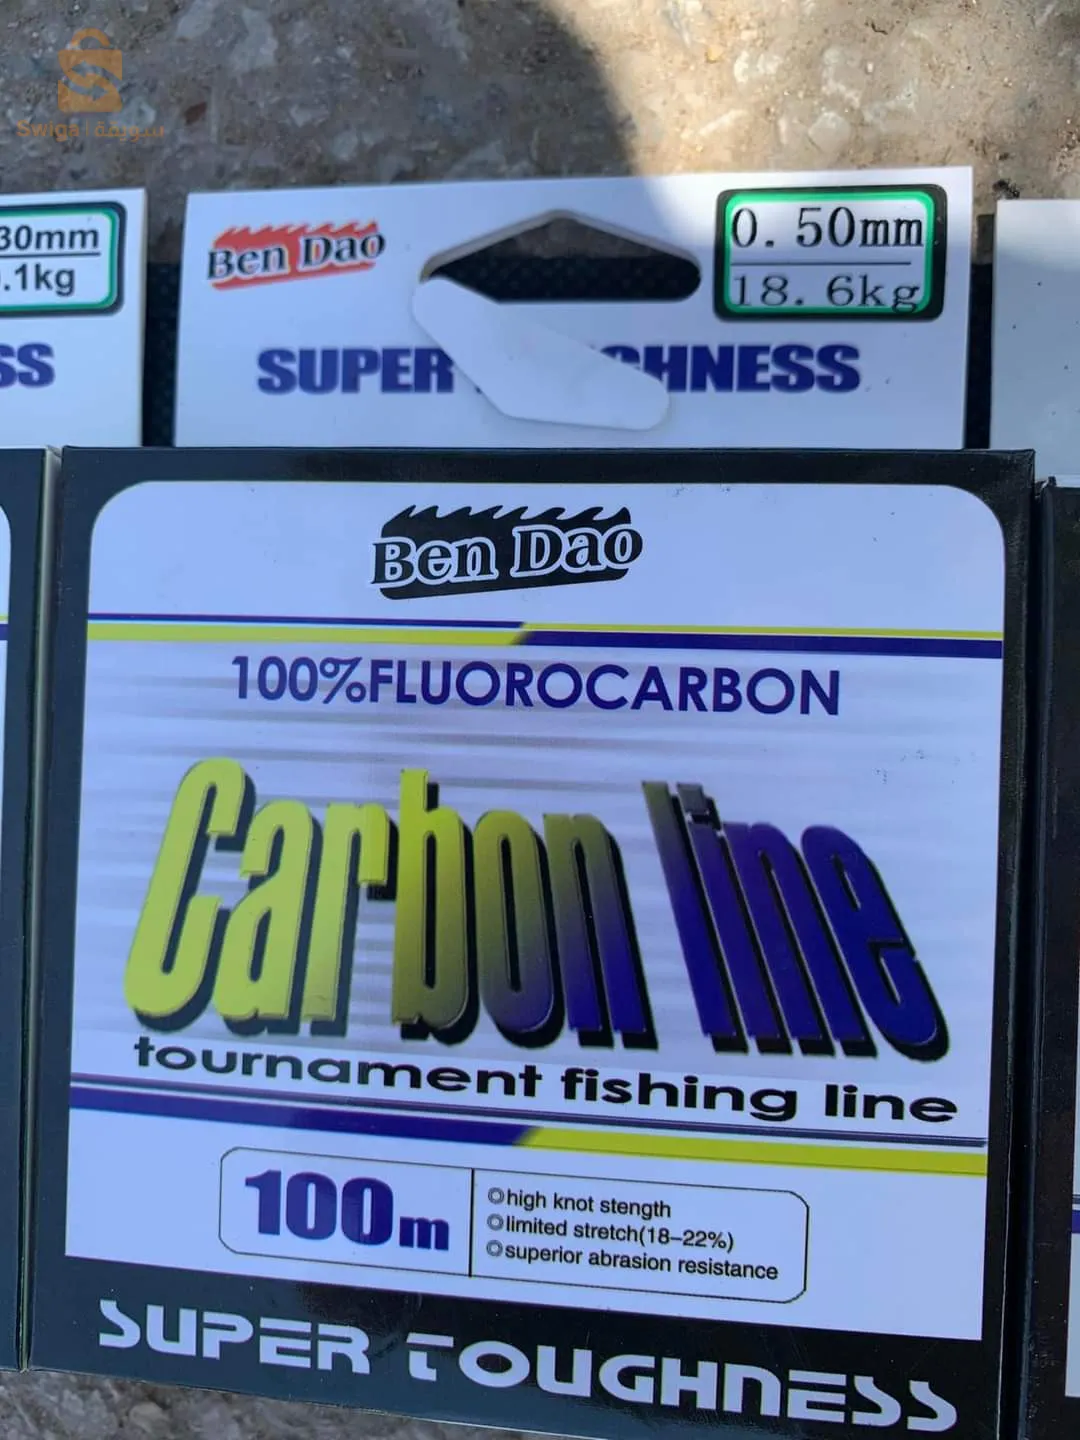 Swiga | سويقة
30mm
.1kg
SS
Ben Dao
0.50mm
18.6kg
SUPER HNESS
Ben Dao
100%FLUOROCARBON
Carbon line
tournament fishing line
100m
high knot stength
limited stretch(18-22%)
superior abrasion resistance
SUPER TOUGHNESS